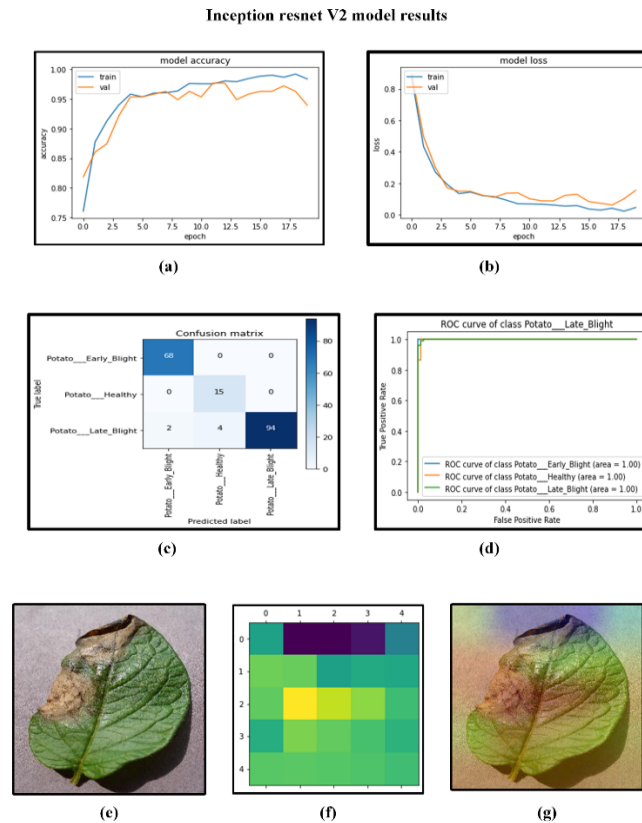 Inception resnet V2 model results
model accuracy
train
val
1.00
0.95
0.90
0.85
0.80
0.75
accuracy
0.0 2.5 5.0 7.5 10.0 12.5 15.0 17.5
epoch
(a)
model loss
train
val
0.8
0.6
0.4
0.2
0.0
loss
0.0 2.5 5.0 7.5 10.0 12.5 15.0 17.5
epoch
(b)
Confusion matrix
Potato___Early_Blight 68 0 0
Potato___Healthy 0 15 0
Potato___Late_Blight 2 4 94
True label
Potato___Early_Blight
Potato___Healthy
Potato___Late_Blight
Predicted label
80
60
40
20
0
(c)
ROC curve of class Potato___Late_Blight
1.0
0.8
0.6
0.4
0.2
0.0
True Positive Rate
ROC curve of class Potato___Early_Blight (area = 1.00)
ROC curve of class Potato___Healthy (area = 1.00)
ROC curve of class Potato___Late_Blight (area = 1.00)
0.0 0.2 0.4 0.6 0.8 1.0
False Positive Rate
(d)
(e)
0 1 2 3 4
0
1
2
3
4
(f)
(g)